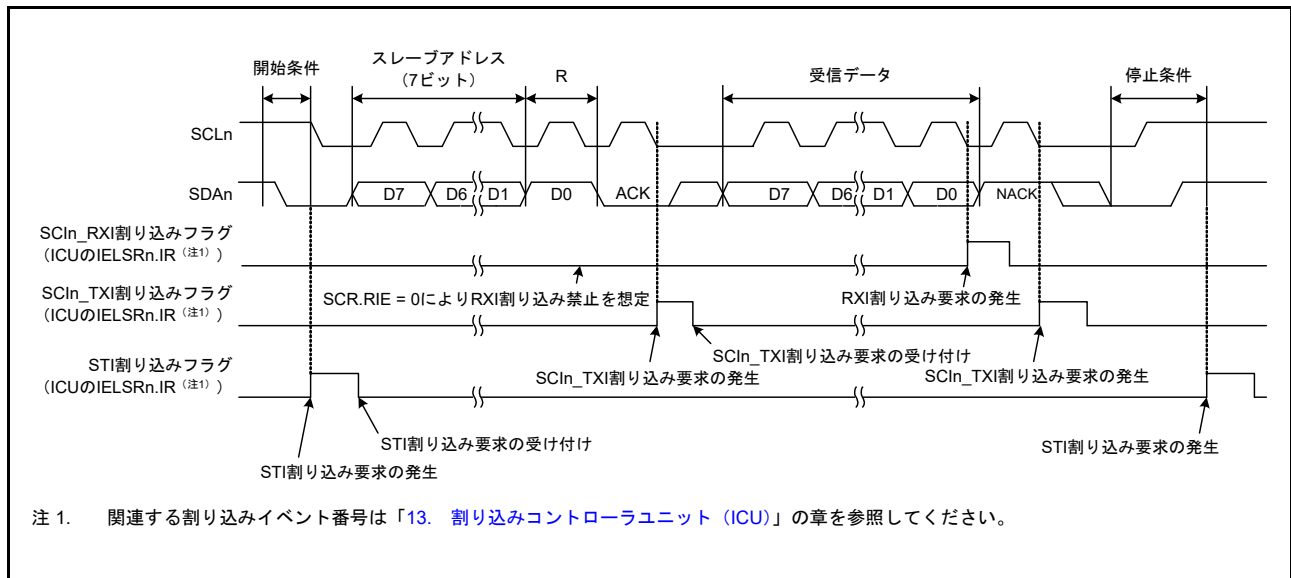 開始条件
スレーブアドレス
（7ビット）
R
受信データ
停止条件
SCLn
SDAn
D7
D6
D1
D0
ACK
D7
D6
D1
D0
NACK
SCIn_RXI割り込みフラグ
（ICUのIELSRn.IR（注1））
SCR.RIE = 0によりRXI割り込み禁止を想定
RXI割り込み要求の発生
SCIn_TXI割り込みフラグ
（ICUのIELSRn.IR（注1））
SCIn_TXI割り込み要求の受け付け
SCIn_TXI割り込み要求の発生
SCIn_TXI割り込み要求の発生
STI割り込みフラグ
（ICUのIELSRn.IR（注1））
STI割り込み要求の受け付け
STI割り込み要求の発生
STI割り込み要求の発生
注 1. 関連する割り込みイベント番号は「13. 割り込みコントローラユニット（ICU）」の章を参照してください。